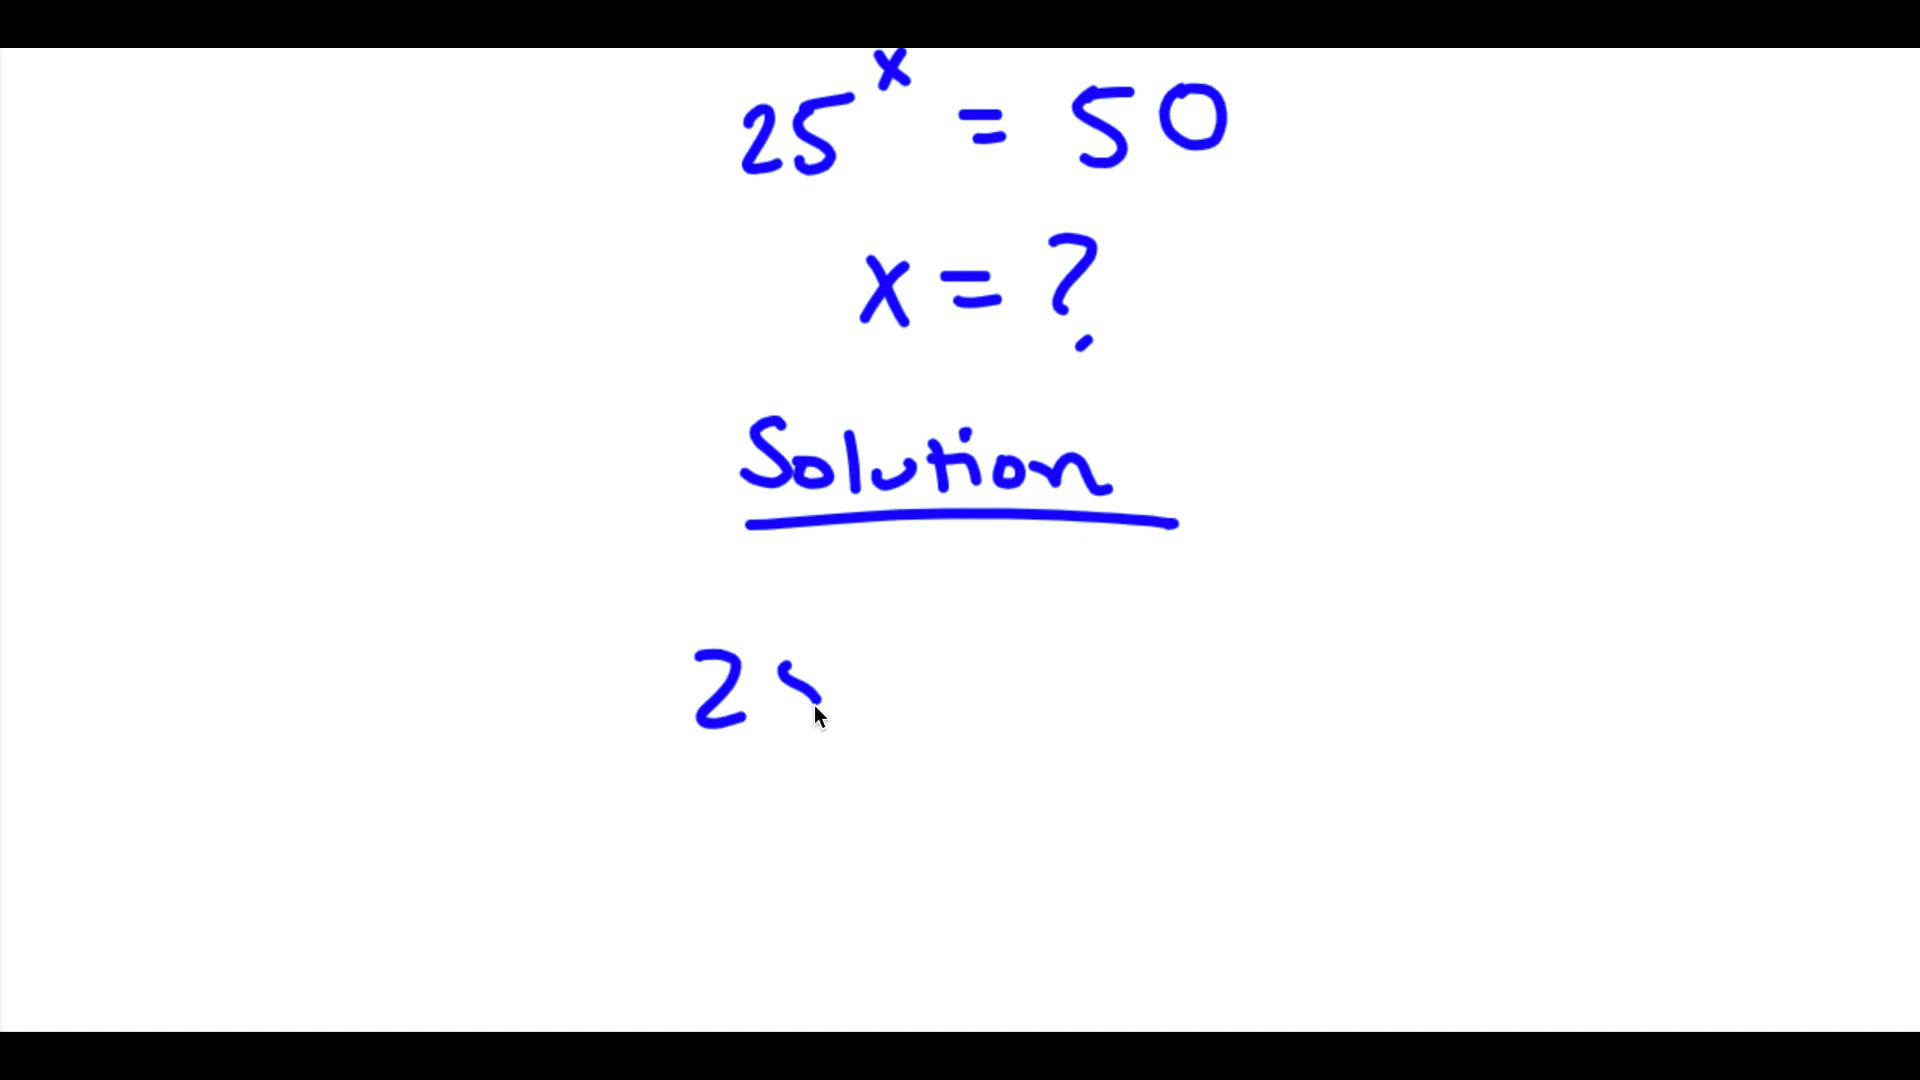 25^x = 50
x = ?
Solution
2